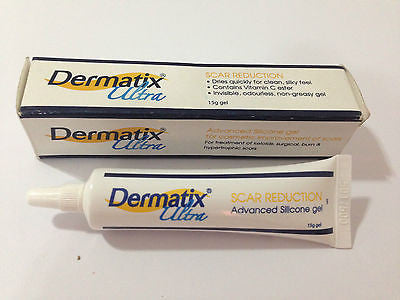 Dermatix®
Ultra
SCAR REDUCTION
• Dries quickly for clean, silky feel
• Contains Vitamin C ester
• Invisible, odourless, non-greasy gel
15g gel
Dermatix®
Ultra
Advanced Silicone gel
for cosmetic improvement of scars
For treatment of keloids, surgical, burn &
hypertrophic scars
Dermatix®
Ultra
SCAR REDUCTION
Advanced Silicone gel
15g gel